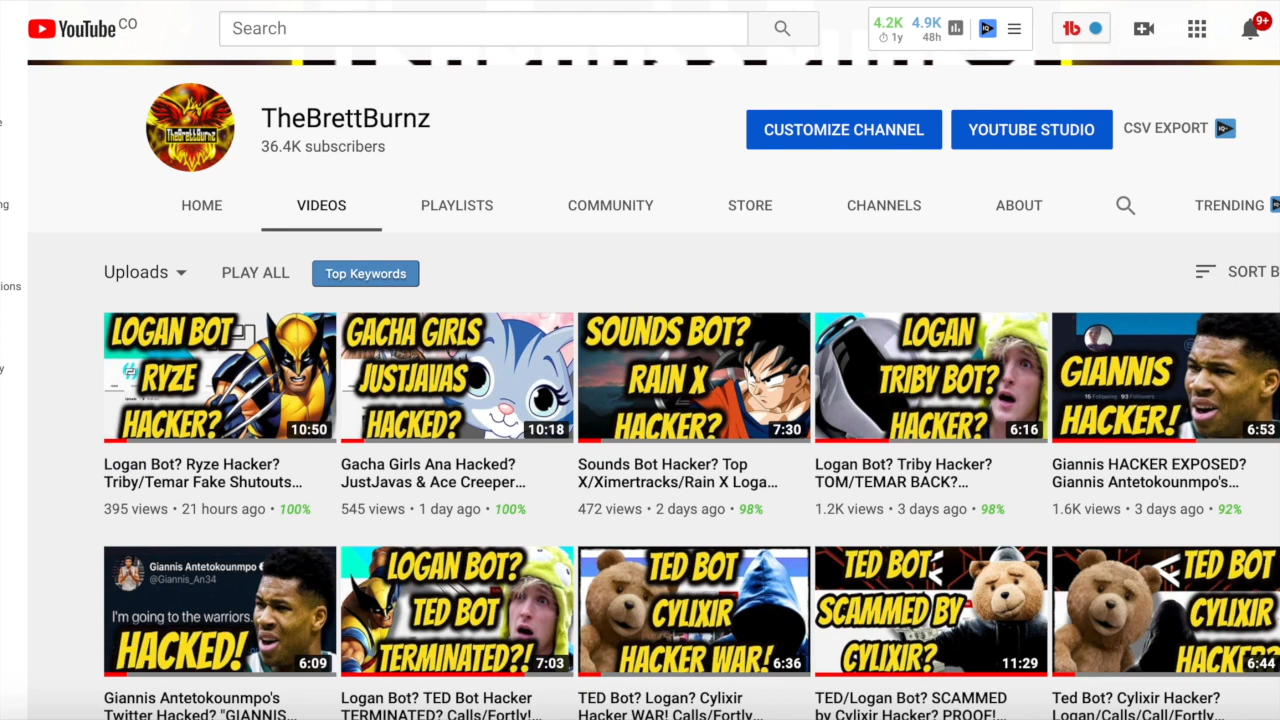 YouTube CO
Search
4.2K 4.9K
1y 48h
IQ
tb
9+
TheBrettBurnz
TheBrettBurnz
36.4K subscribers
CUSTOMIZE CHANNEL
YOUTUBE STUDIO
CSV EXPORT
HOME
VIDEOS
PLAYLISTS
COMMUNITY
STORE
CHANNELS
ABOUT
TRENDING
Uploads
PLAY ALL
Top Keywords
SORT B
LOGAN BOT
RYZE
HACKER?
10:50
GACHA GIRLS
JUSTJAVAS
HACKED?
10:18
SOUNDS BOT?
RAIN X
HACKER?
7:30
LOGAN
TRIBY BOT?
HACKER?
6:16
GIANNIS
15 Following 93 Followers
HACKER!
6:53
Logan Bot? Ryze Hacker?
Triby/Temar Fake Shutouts...
395 views • 21 hours ago • 100%
Gacha Girls Ana Hacked?
JustJavas & Ace Creeper...
545 views • 1 day ago • 100%
Sounds Bot Hacker? Top
X/Ximertracks/Rain X Loga...
472 views • 2 days ago • 98%
Logan Bot? Triby Hacker?
TOM/TEMAR BACK?...
1.2K views • 3 days ago • 98%
Giannis HACKER EXPOSED?
Giannis Antetokounmpo's...
1.6K views • 3 days ago • 92%
Giannis Antetokounmpo
@Giannis_An34
I'm going to the warriors.
HACKED!
6:09
LOGAN BOT?
TED BOT
TERMINATED?!
7:03
TED BOT
CYLIXIR
HACKER WAR!
6:36
TED BOT
SCAMMED BY
CYLIXIR?
11:29
TED BOT
CYLIXIR
HACKER?
6:44
Giannis Antetokounmpo's
Twitter Hacked? "GIANNIS
Logan Bot? TED Bot Hacker
TERMINATED? Calls/Fortly!...
TED Bot? Logan? Cylixir
Hacker WAR! Calls/Fortly...
TED/Logan Bot? SCAMMED
by Cylixir Hacker? PROOF!...
Ted Bot? Cylixir Hacker?
Logan/Calls/Call/Fortly...